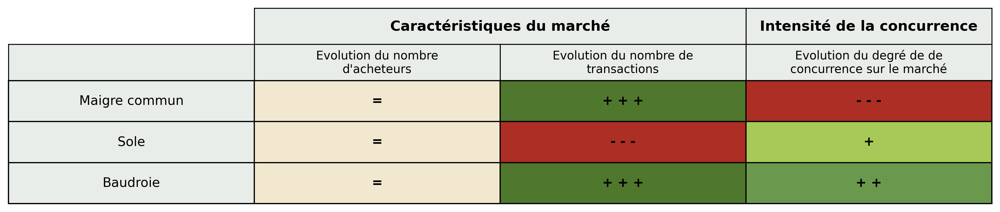 Caractéristiques du marché
Intensité de la concurrence
Evolution du nombre
d'acheteurs
Evolution du nombre de
transactions
Evolution du degré de de
concurrence sur le marché
Maigre commun
=
+ + +
- - -
Sole
=
- - -
+
Baudroie
=
+ + +
+ +